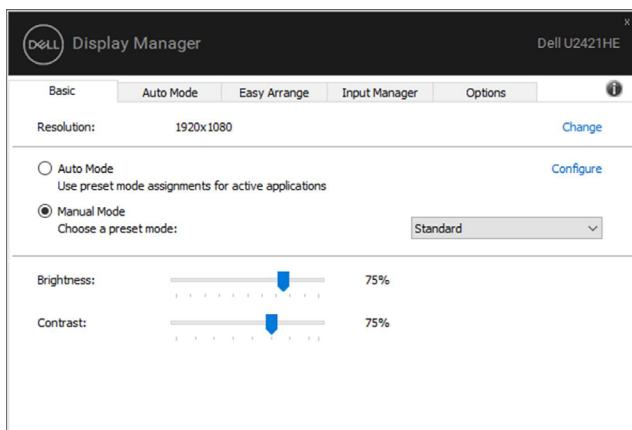 x
DELL Display Manager Dell U2421HE
Basic Auto Mode Easy Arrange Input Manager Options i
Resolution: 1920x1080 Change
Auto Mode Configure
Use preset mode assignments for active applications
Manual Mode
Choose a preset mode: Standard
Brightness: 75%
Contrast: 75%